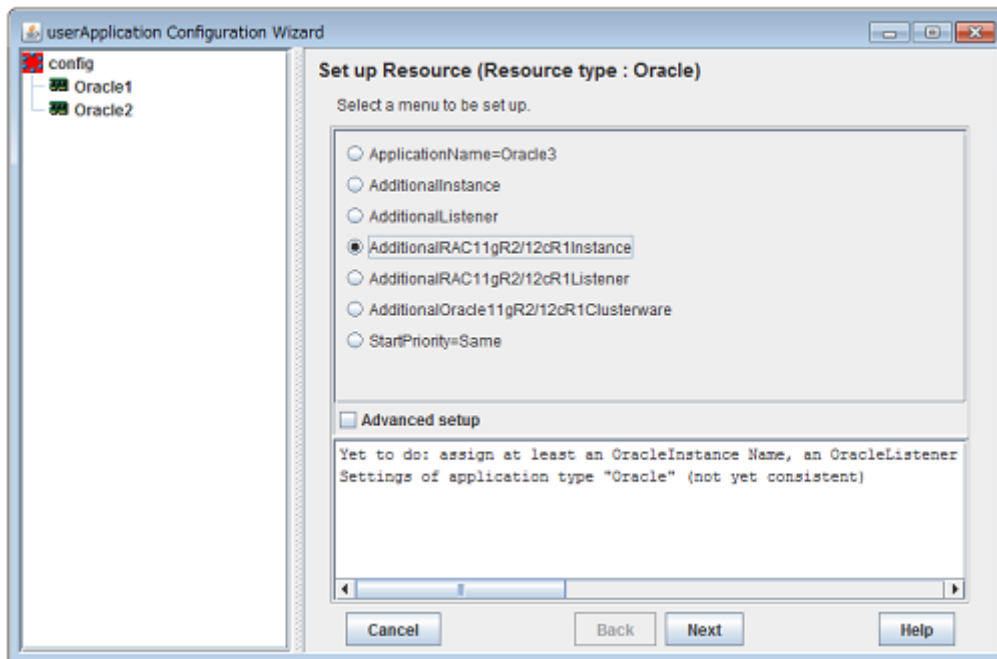 userApplication Configuration Wizard
config
Oracle1
Oracle2
Set up Resource (Resource type : Oracle)
Select a menu to be set up.
ApplicationName=Oracle3
AdditionalInstance
AdditionalListener
AdditionalRAC11gR2/12cR1Instance
AdditionalRAC11gR2/12cR1Listener
AdditionalOracle11gR2/12cR1Clusterware
StartPriority=Same
Advanced setup
Yet to do: assign at least an OracleInstance Name, an OracleListener
Settings of application type "Oracle" (not yet consistent)
Cancel
Back
Next
Help